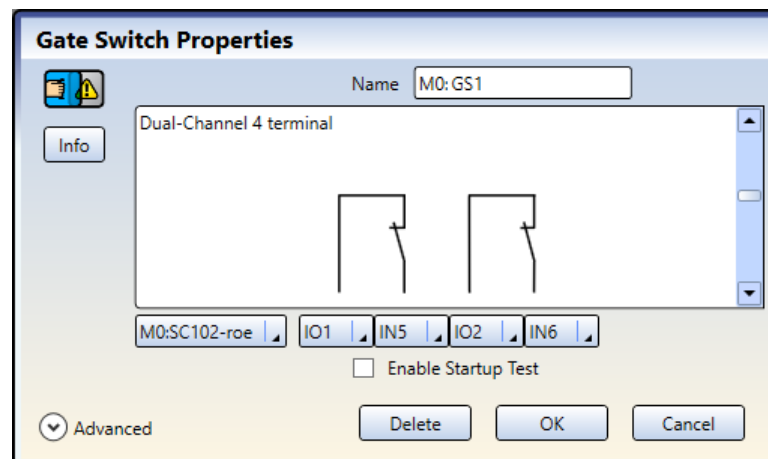 Gate Switch Properties
Name M0:GS1
Info
Dual-Channel 4 terminal
M0:SC102-roe IO1 IN5 IO2 IN6
Enable Startup Test
Advanced Delete OK Cancel